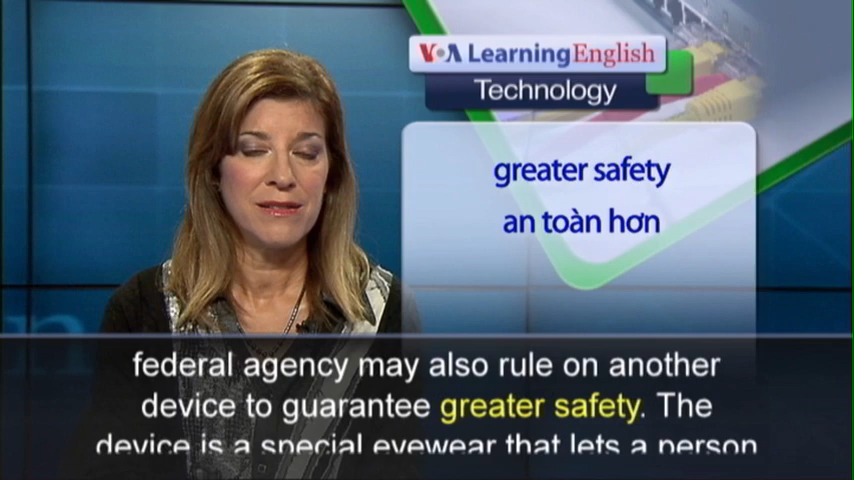 VOA Learning English
Technology
greater safety
an toàn hơn
federal agency may also rule on another
device to guarantee greater safety. The
device is a special eyewear that lets a person